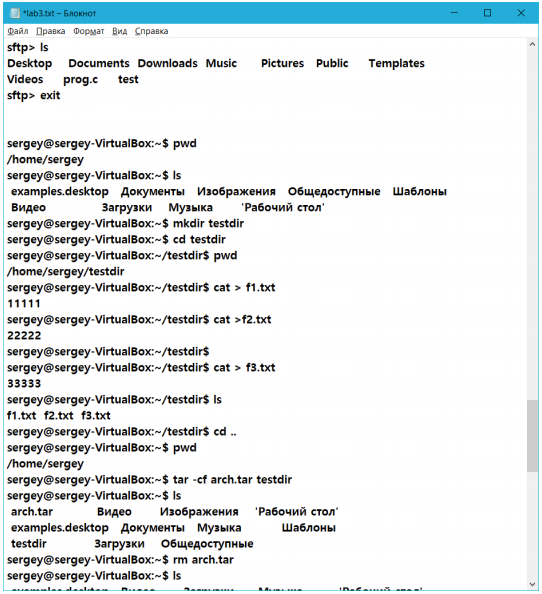 *lab3.txt – Блокнот
Файл Правка Формат Вид Справка
sftp> ls
Desktop Documents Downloads Music Pictures Public Templates
Videos prog.c test
sftp> exit
sergey@sergey-VirtualBox:~$ pwd
/home/sergey
sergey@sergey-VirtualBox:~$ ls
examples.desktop Документы Изображения Общедоступные Шаблоны
Видео Загрузки Музыка 'Рабочий стол'
sergey@sergey-VirtualBox:~$ mkdir testdir
sergey@sergey-VirtualBox:~$ cd testdir
sergey@sergey-VirtualBox:~/testdir$ pwd
/home/sergey/testdir
sergey@sergey-VirtualBox:~/testdir$ cat > f1.txt
11111
sergey@sergey-VirtualBox:~/testdir$ cat >f2.txt
22222
sergey@sergey-VirtualBox:~/testdir$
sergey@sergey-VirtualBox:~/testdir$ cat > f3.txt
33333
sergey@sergey-VirtualBox:~/testdir$ ls
f1.txt f2.txt f3.txt
sergey@sergey-VirtualBox:~/testdir$ cd ..
sergey@sergey-VirtualBox:~$ pwd
/home/sergey
sergey@sergey-VirtualBox:~$ tar -cf arch.tar testdir
sergey@sergey-VirtualBox:~$ ls
arch.tar Видео Изображения 'Рабочий стол'
examples.desktop Документы Музыка Шаблоны
testdir Загрузки Общедоступные
sergey@sergey-VirtualBox:~$ rm arch.tar
sergey@sergey-VirtualBox:~$ ls
examples.desktop Видео Загрузки Музыка 'Рабочий стол'